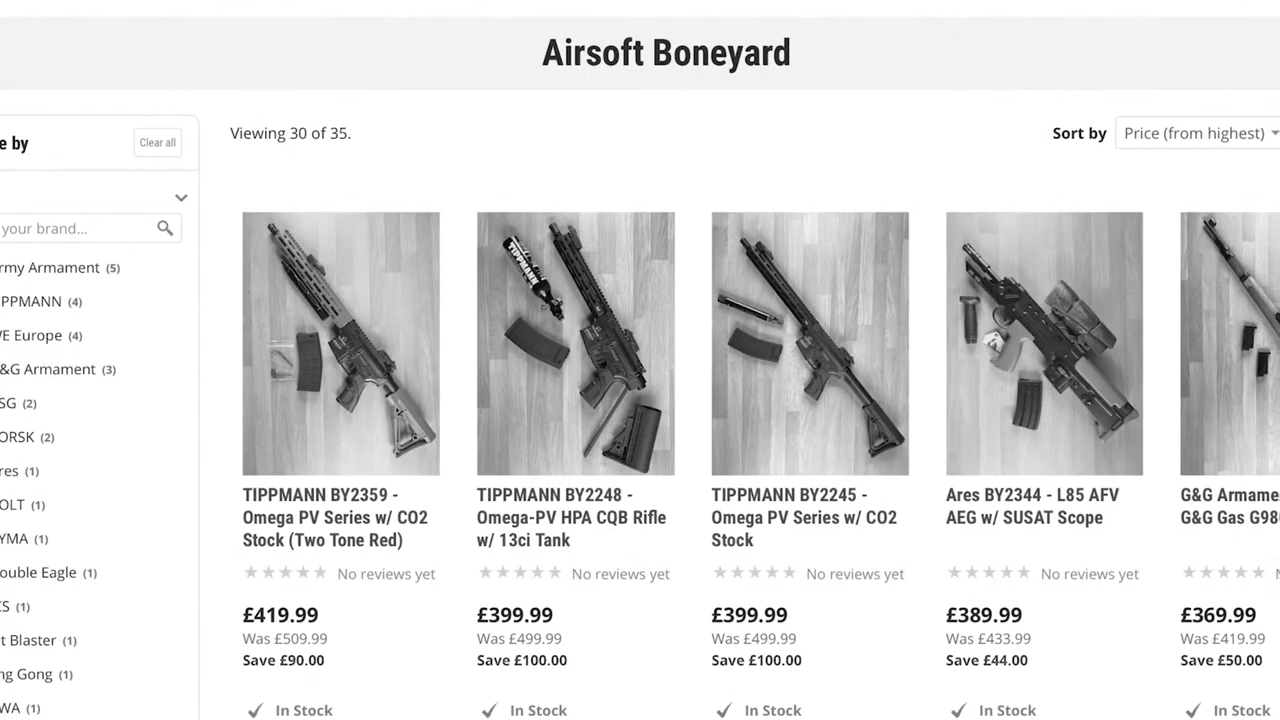 Airsoft Boneyard
e by
Clear all
Viewing 30 of 35.
Sort by
Price (from highest)
your brand...
rmy Armament (5)
IPPMANN (4)
VE Europe (4)
&G Armament (3)
SG (2)
ORSK (2)
res (1)
OLT (1)
YMA (1)
ouble Eagle (1)
CS (1)
t Blaster (1)
ng Gong (1)
WA (1)
TIPPMANN
TIPPMANN BY2359 -
Omega PV Series w/ CO2
Stock (Two Tone Red)
No reviews yet
£419.99
Was £509.99
Save £90.00
In Stock
TIPPMANN BY2248 -
Omega-PV HPA CQB Rifle
w/ 13ci Tank
No reviews yet
£399.99
Was £499.99
Save £100.00
In Stock
TIPPMANN BY2245 -
Omega PV Series w/ CO2
Stock
No reviews yet
£399.99
Was £499.99
Save £100.00
In Stock
Ares BY2344 - L85 AFV
AEG w/ SUSAT Scope
No reviews yet
£389.99
Was £433.99
Save £44.00
In Stock
G&G Armame
G&G Gas G98
£369.99
Was £419.99
Save £50.00
In Stock